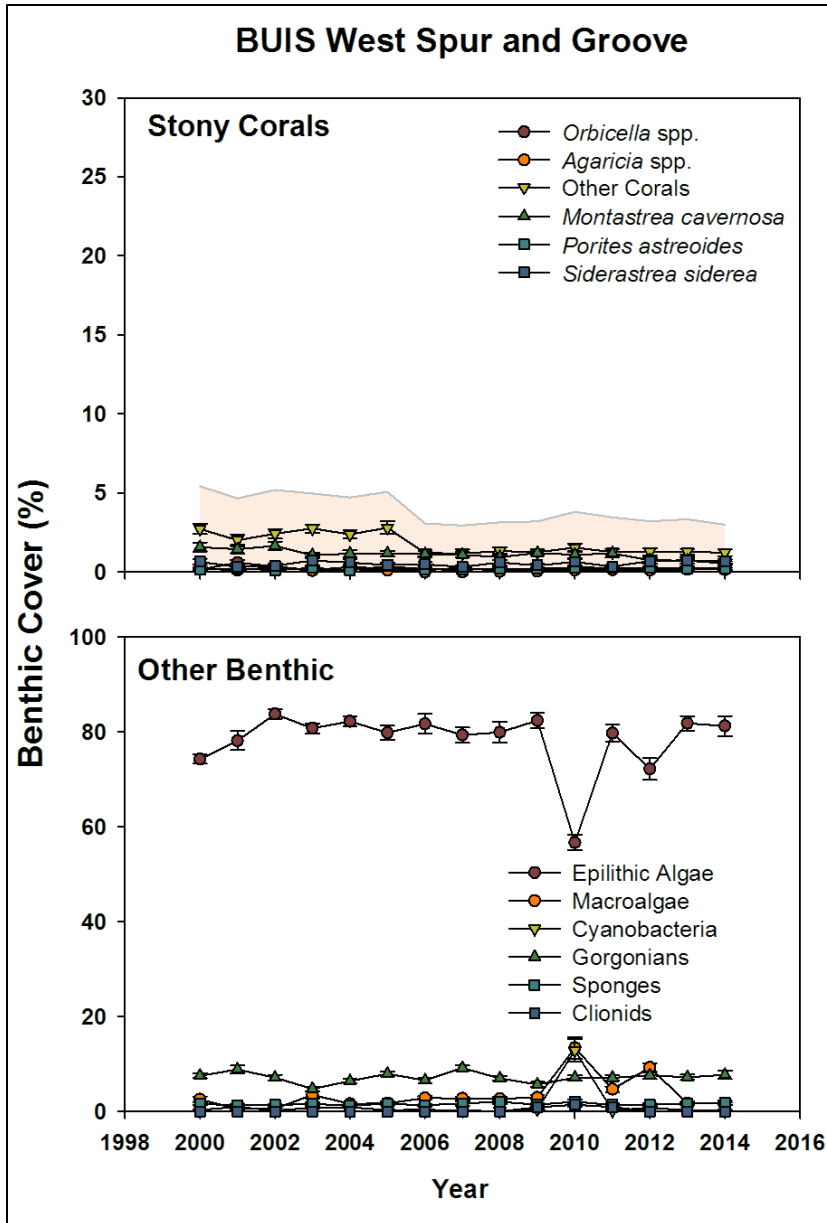 BUIS West Spur and Groove
Benthic Cover (%)
30
25
20
15
10
5
0
Stony Corals
Orbicella spp.
Agaricia spp.
Other Corals
Montastrea cavernosa
Porites astreoides
Siderastrea siderea
100
80
60
40
20
0
Other Benthic
Epilithic Algae
Macroalgae
Cyanobacteria
Gorgonians
Sponges
Clionids
1998 2000 2002 2004 2006 2008 2010 2012 2014 2016
Year